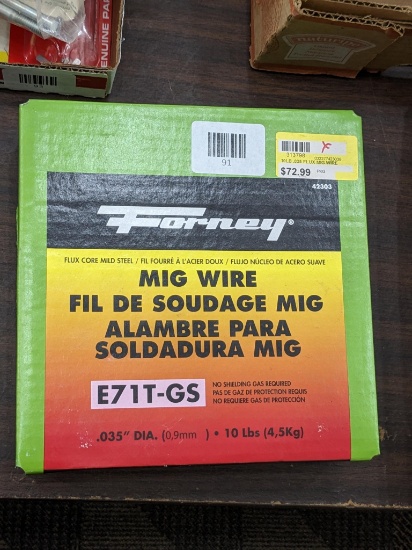 GENUINE PAR
91
$72.99
42303
Forney®
FLUX CORE MILD STEEL / FIL FOURRÉ À L'ACIER DOUX / FLUJO NÚCLEO DE ACERO SUAVE
MIG WIRE
FIL DE SOUDAGE MIG
ALAMBRE PARA
SOLDADURA MIG
E71T-GS
NO SHIELDING GAS REQUIRED
PAS DE GAZ DE PROTECTION REQUIS
NO REQUIERE GAS DE PROTECCIÓN
.035" DIA. (0,9mm ) • 10 Lbs (4,5Kg)